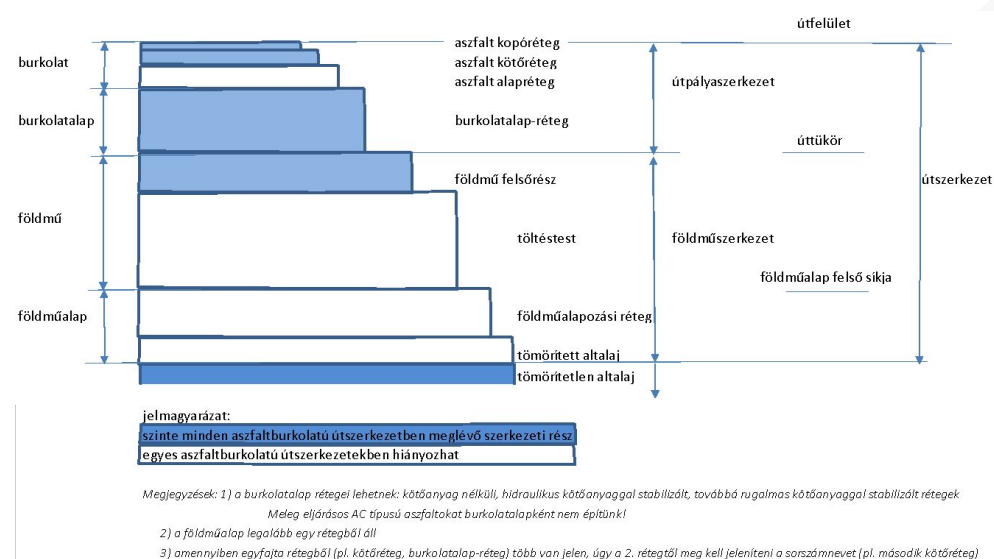 útfelület
aszfalt kopóréteg
burkolat
aszfalt kötőréteg
aszfalt alapréteg
útpályaszerkezet
burkolatalap
burkolatalap-réteg
úttükör
földmű felsőrész
útszerkezet
földmű
töltéstest
földműszerkezet
földműalap felső síkja
földműalap
földműalapozási réteg
tömörített altalaj
tömörítetlen altalaj
jelmagyarázat:
szinte minden aszfaltburkolatú útszerkezetben meglévő szerkezeti rész
egyes aszfaltburkolatú útszerkezetekben hiányozhat
Megjegyzések: 1) a burkolatalap rétegei lehetnek: kötőanyag nélküli, hidraulikus kötőanyaggal stabilizált, továbbá rugalmas kötőanyaggal stabilizált rétegek
Meleg eljárásos AC típusú aszfaltokat burkolatalapként nem építünk!
2) a földműalap legalább egy rétegből áll
3) amennyiben egyfajta rétegből (pl. kötőréteg, burkolatalap-réteg) több van jelen, úgy a 2. rétegtől meg kell jeleníteni a sorszámnevet (pl. második kötőréteg)